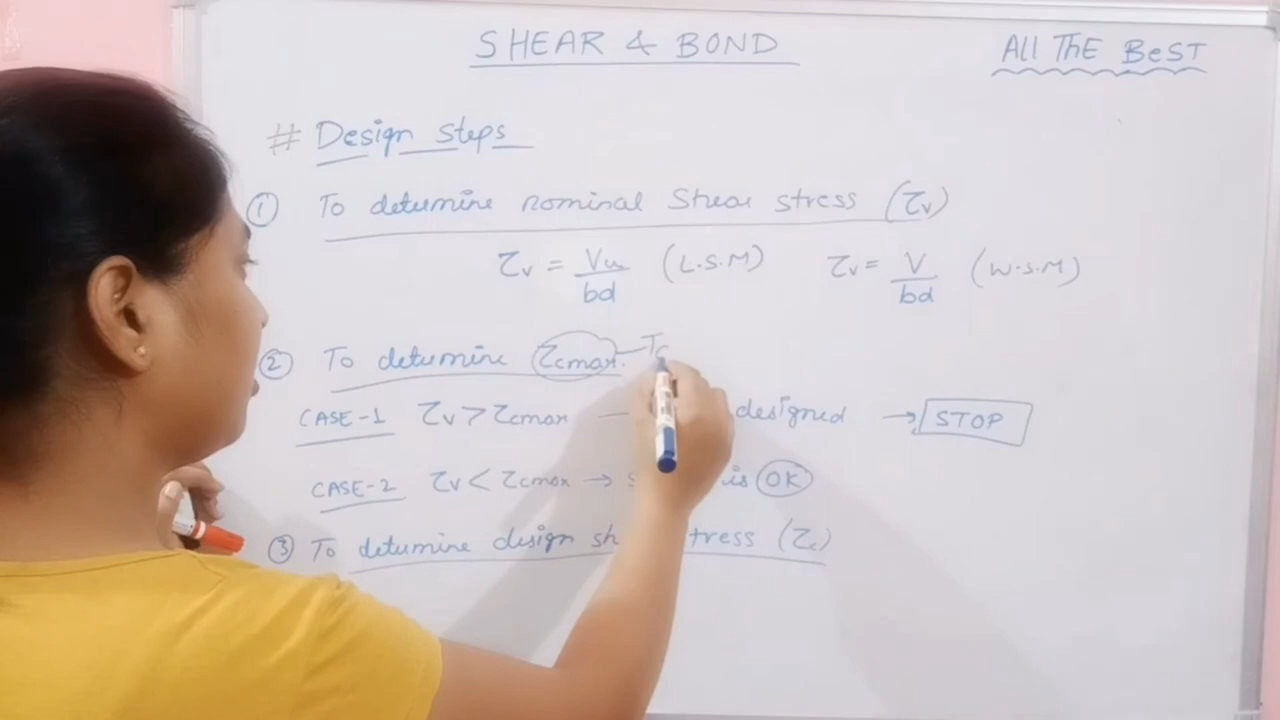 SHEAR & BOND
All ThE BeST
# Design Steps
① To determine nominal Shear stress (τv)
τv = Vu/bd (L.S.M) τv = V/bd (W.S.M)
② To determine τcmax.
CASE-1 τv > τcmax — designed → STOP
CASE-2 τv < τcmax → is OK
③ To determine design stress (τc)